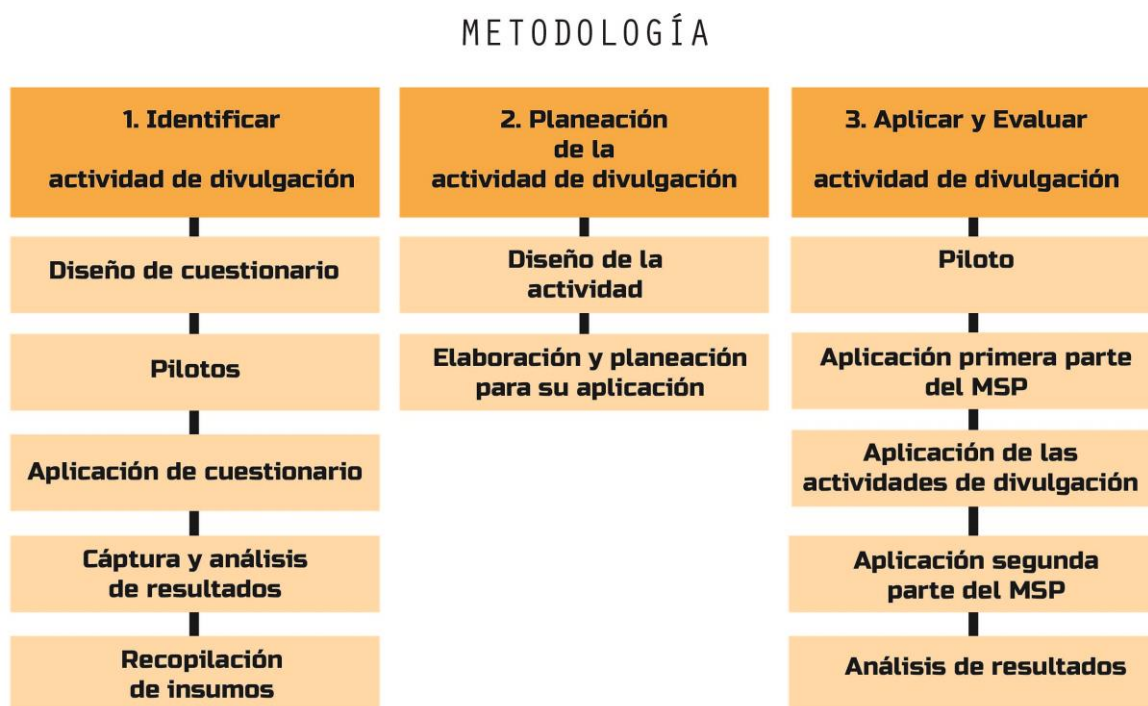 METODOLOGÍA
1. Identificar
actividad de divulgación
Diseño de cuestionario
Pilotos
Aplicación de cuestionario
Cáptura y análisis
de resultados
Recopilación
de insumos
2. Planeación
de la
actividad de divulgación
Diseño de la
actividad
Elaboración y planeación
para su aplicación
3. Aplicar y Evaluar
actividad de divulgación
Piloto
Aplicación primera parte
del MSP
Aplicación de las
actividades de divulgación
Aplicación segunda
parte del MSP
Análisis de resultados